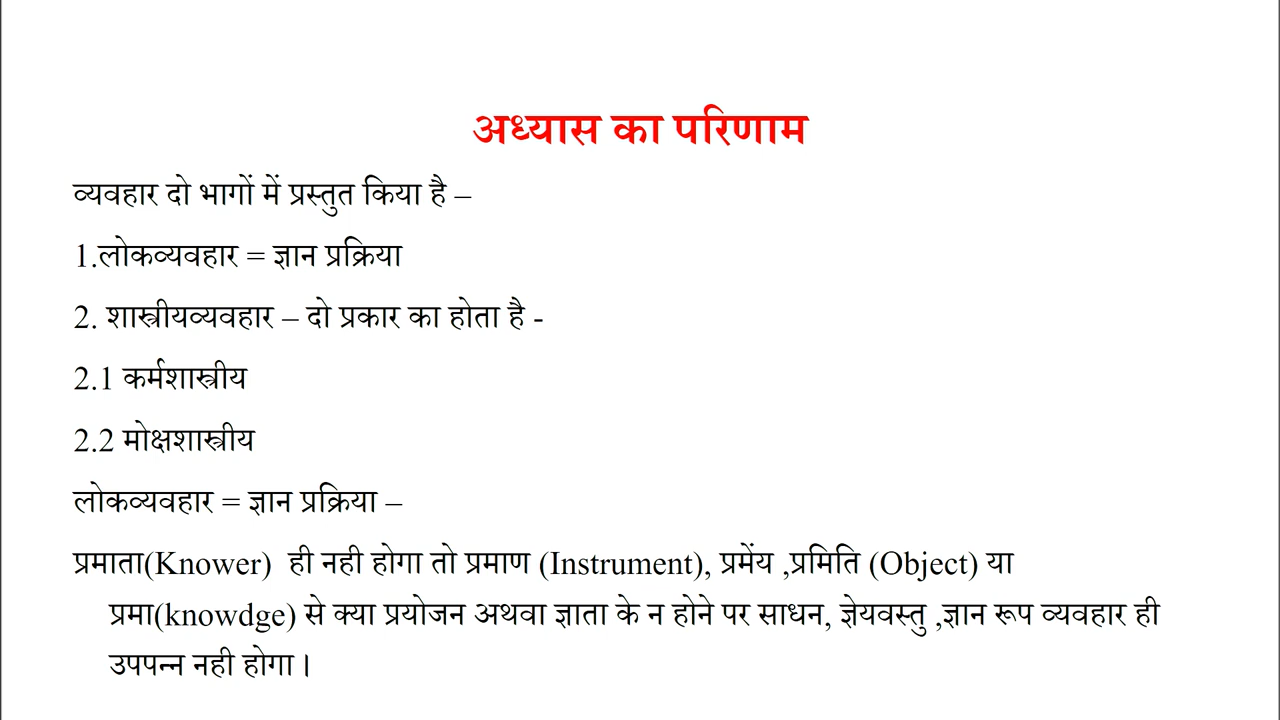 अध्यास का परिणाम
व्यवहार दो भागों में प्रस्तुत किया है –
1.लोकव्यवहार = ज्ञान प्रक्रिया
2. शास्त्रीयव्यवहार – दो प्रकार का होता है -
2.1 कर्मशास्त्रीय
2.2 मोक्षशास्त्रीय
लोकव्यवहार = ज्ञान प्रक्रिया –
प्रमाता(Knower) ही नही होगा तो प्रमाण (Instrument), प्रमेंय ,प्रमिति (Object) या
प्रमा(knowdge) से क्या प्रयोजन अथवा ज्ञाता के न होने पर साधन, ज्ञेयवस्तु ,ज्ञान रूप व्यवहार ही
उपपन्न नही होगा।